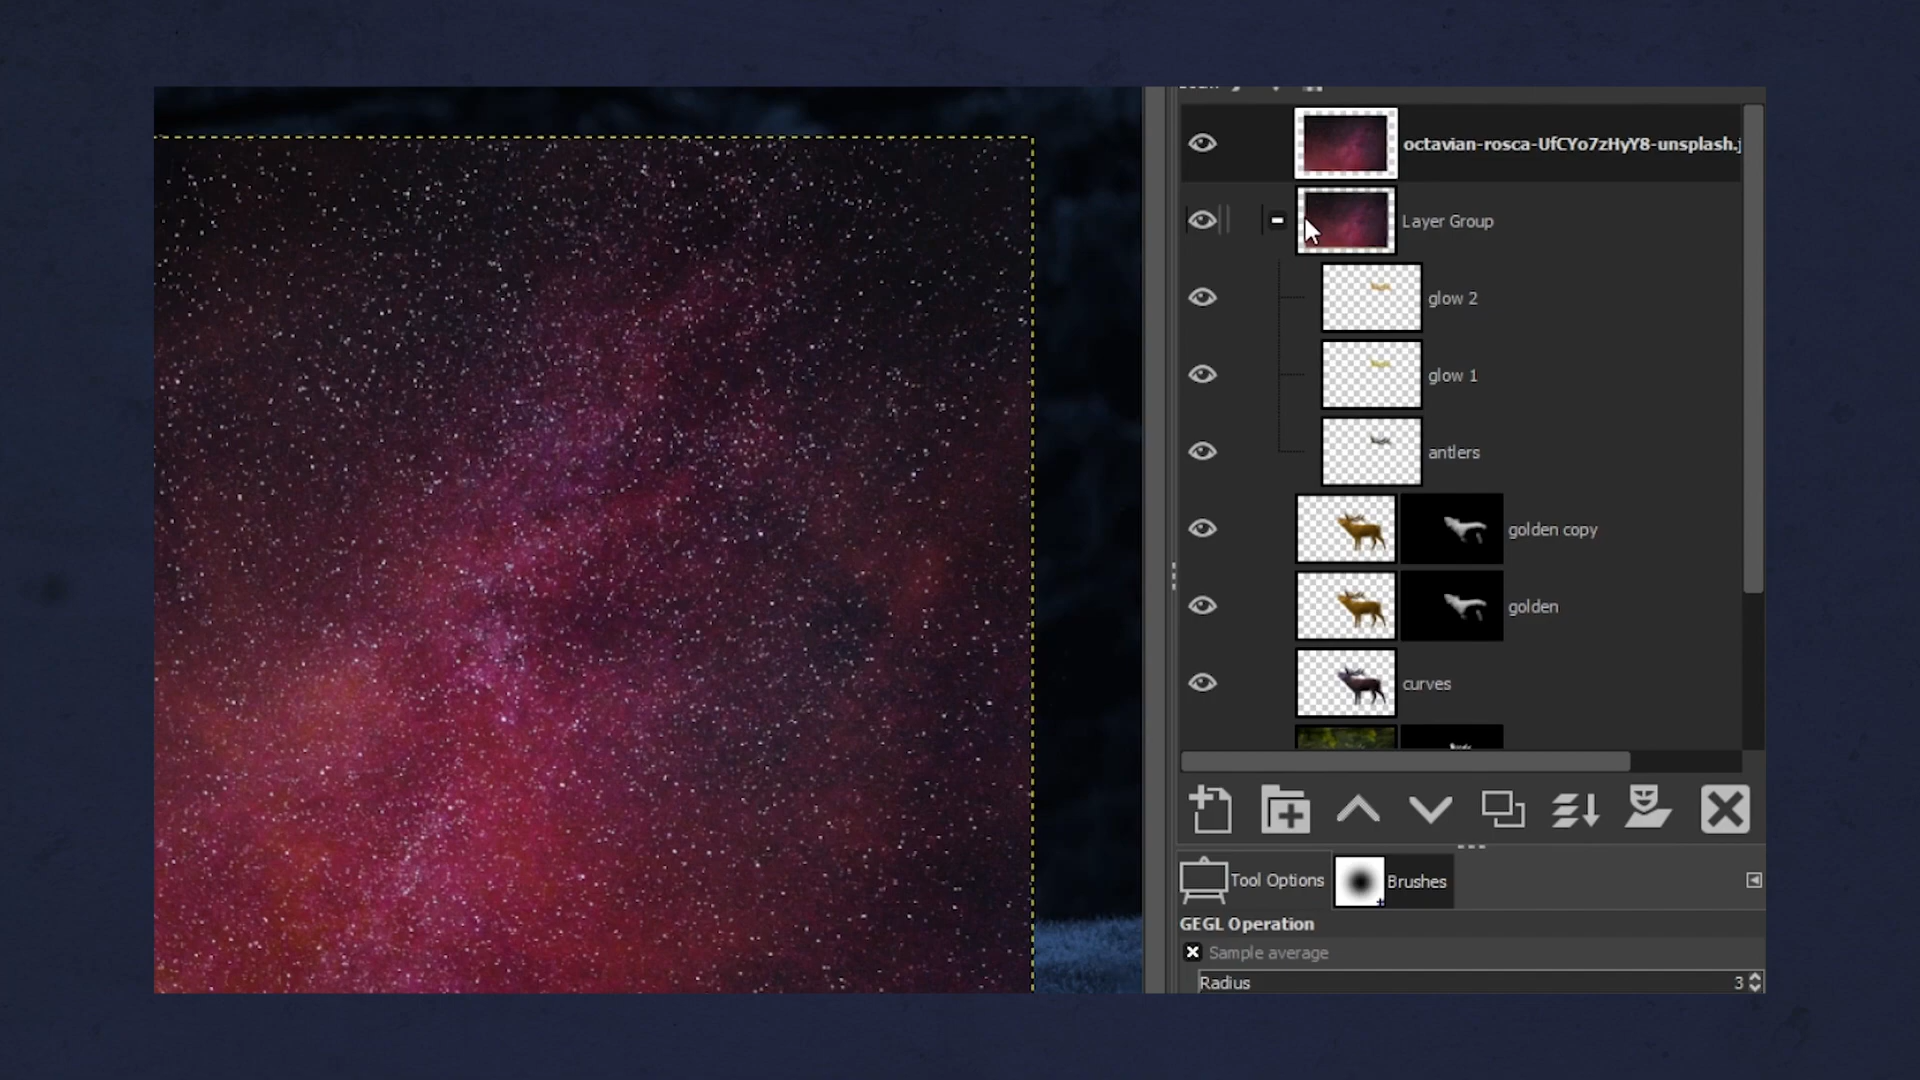 octavian-rosca-UfCYo7zHyY8-unsplash.j
Layer Group
glow 2
glow 1
antlers
golden copy
golden
curves
Tool Options
Brushes
GEGL Operation
Sample average
Radius 3